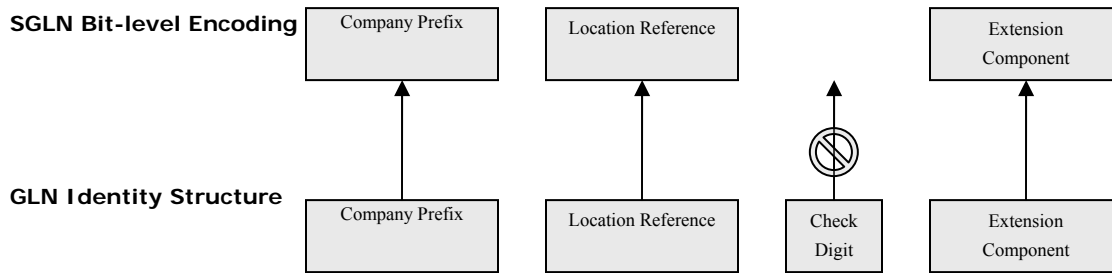 SGLN Bit-level Encoding
Company Prefix
Location Reference
Extension
Component
GLN Identity Structure
Company Prefix
Location Reference
Check
Digit
Extension
Component